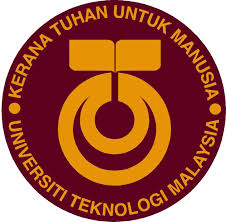 KERANA TUHAN UNTUK MANUSIA
UNIVERSITI TEKNOLOGI MALAYSIA